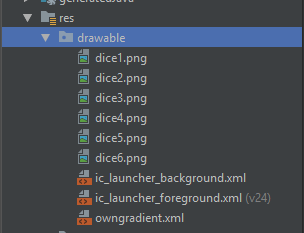 generatedJava
res
drawable
dice1.png
dice2.png
dice3.png
dice4.png
dice5.png
dice6.png
ic_launcher_background.xml
ic_launcher_foreground.xml (v24)
owngradient.xml